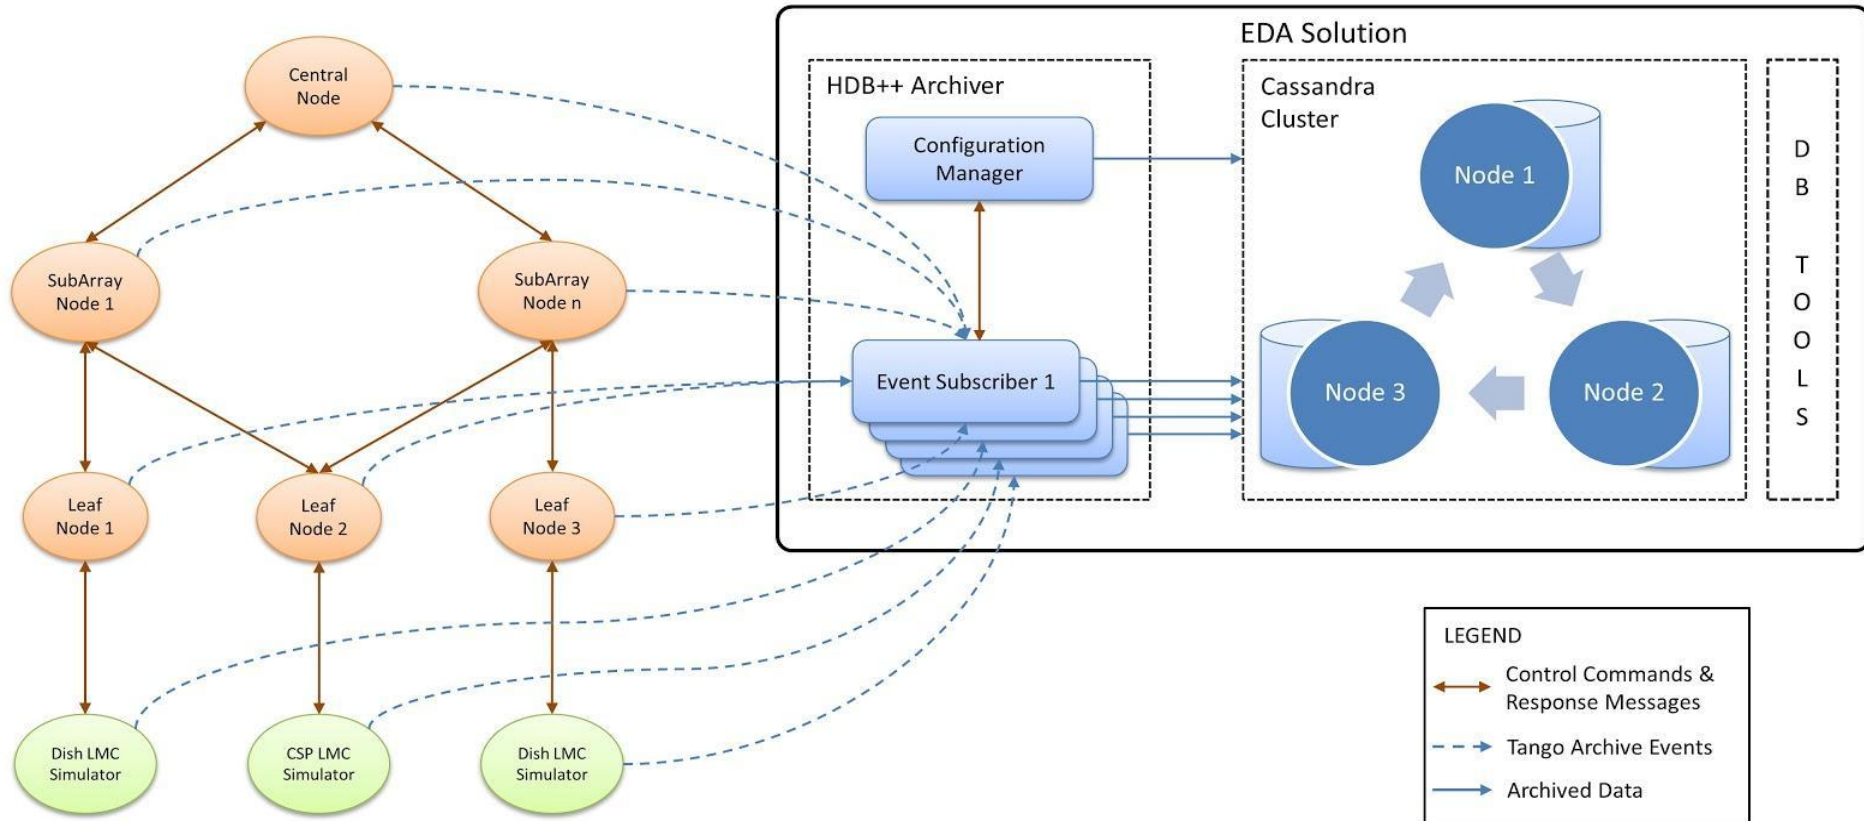 EDA Solution
Central
Node
HDB++ Archiver
Cassandra
Cluster
Configuration
Manager
Node 1
D
B
T
O
O
L
S
SubArray
Node 1
SubArray
Node n
Event Subscriber 1
Node 3
Node 2
Leaf
Node 1
Leaf
Node 2
Leaf
Node 3
Dish LMC
Simulator
CSP LMC
Simulator
Dish LMC
Simulator
LEGEND
Control Commands &
Response Messages
Tango Archive Events
Archived Data